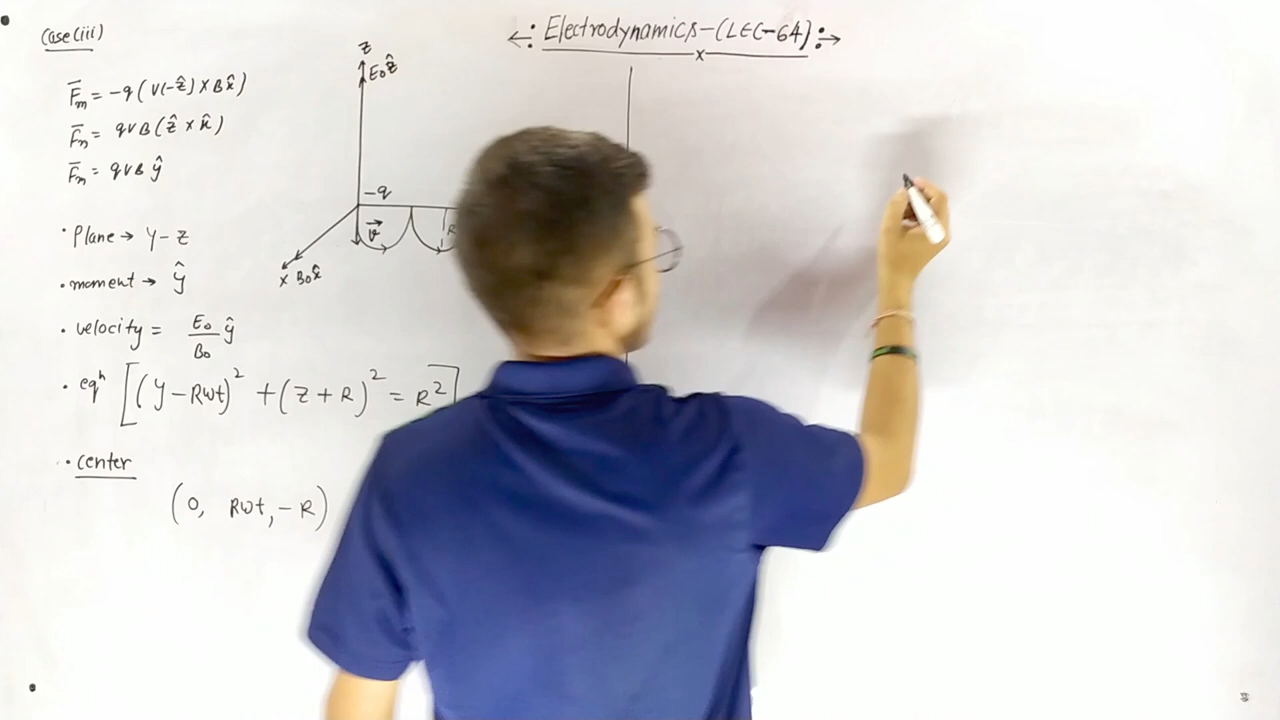 Case(iii)
←: Electrodynamics-(LEC-64) :→
x
F̅m = -q (v(-ẑ) × Bx̂)
F̅m = qvB (ẑ × x̂)
F̅m = qvB ŷ
z
E₀ẑ
-q
v⃗
R
x B₀x̂
• Plane → y-z
• moment → ŷ
• velocity = E₀/B₀ ŷ
• eqⁿ [(y-Rωt)² + (z+R)² = R²]
• center
(0, Rωt, -R)